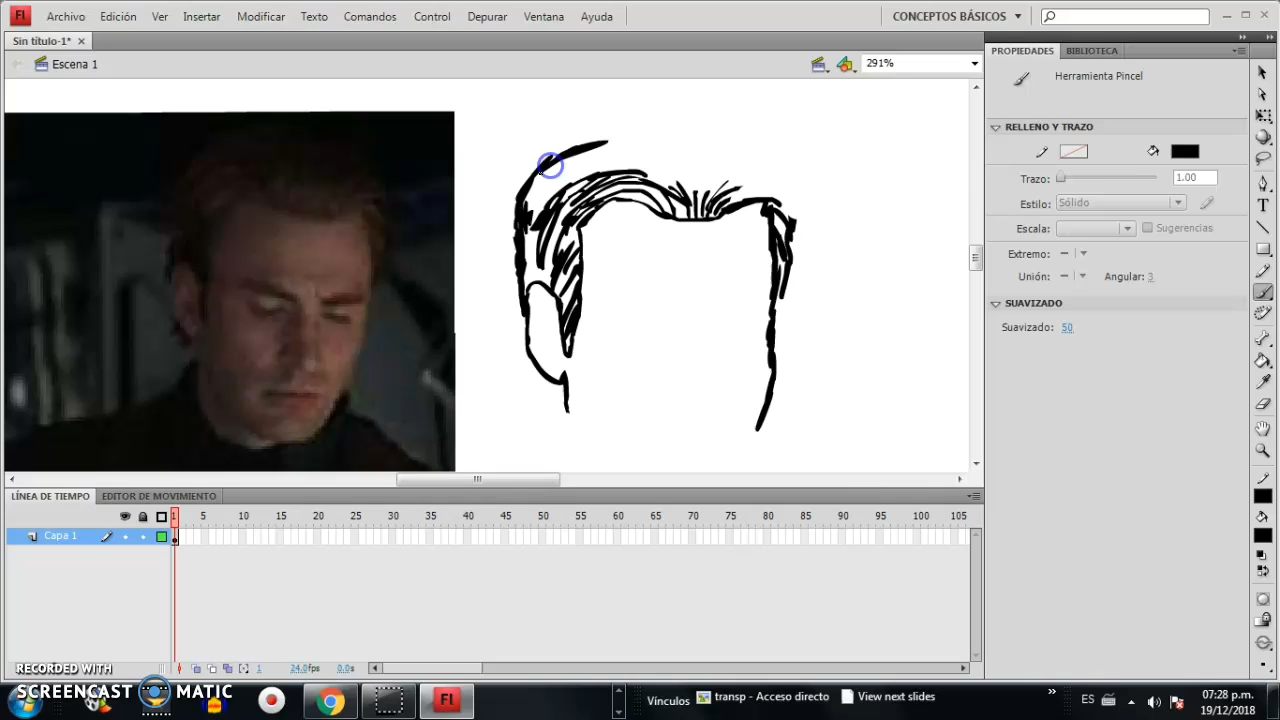 Fl Archivo Edición Ver Insertar Modificar Texto Comandos Control Depurar Ventana Ayuda CONCEPTOS BÁSICOS
Sin título-1*
Escena 1 291%
PROPIEDADES BIBLIOTECA
Herramienta Pincel
RELLENO Y TRAZO
Trazo: 1.00
Estilo: Sólido
Escala: Sugerencias
Extremo:
Unión: Angular: 3
SUAVIZADO
Suavizado: 50
LÍNEA DE TIEMPO EDITOR DE MOVIMIENTO
1 5 10 15 20 25 30 35 40 45 50 55 60 65 70 75 80 85 90 95 100 105
Capa 1
1 24.0fps 0.0s
RECORDED WITH
SCREENCAST MATIC
Fl Vínculos transp - Acceso directo View next slides » ES 07:28 p.m.
19/12/2018